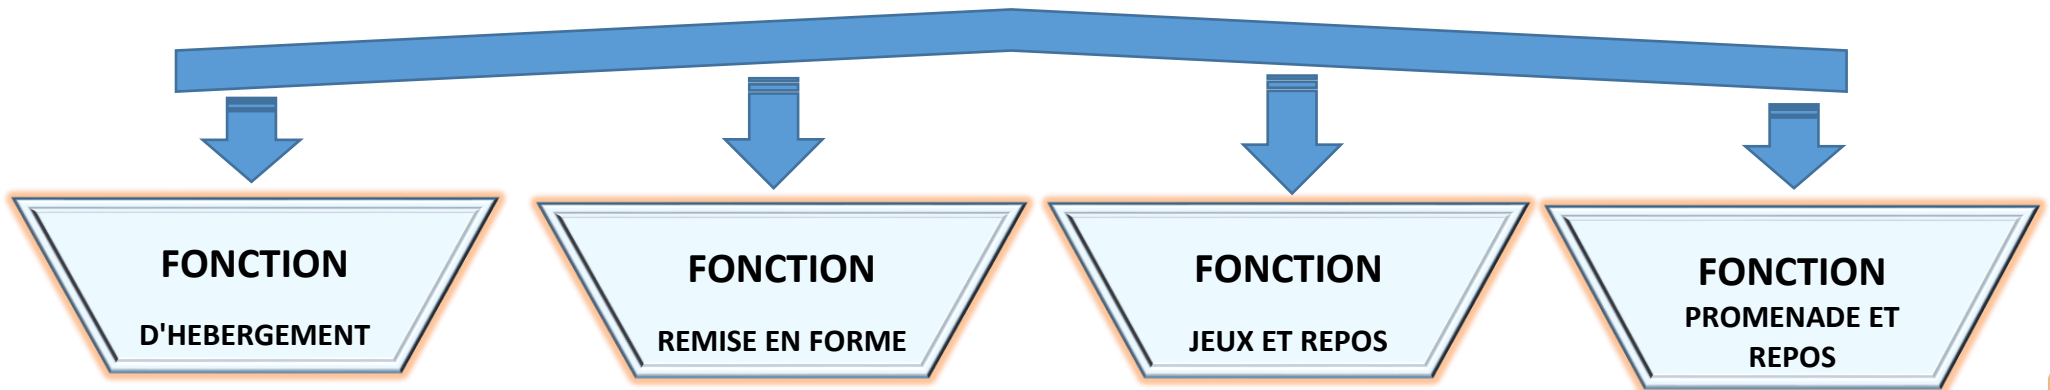 FONCTION
D'HEBERGEMENT
FONCTION
REMISE EN FORME
FONCTION
JEUX ET REPOS
FONCTION
PROMENADE ET
REPOS